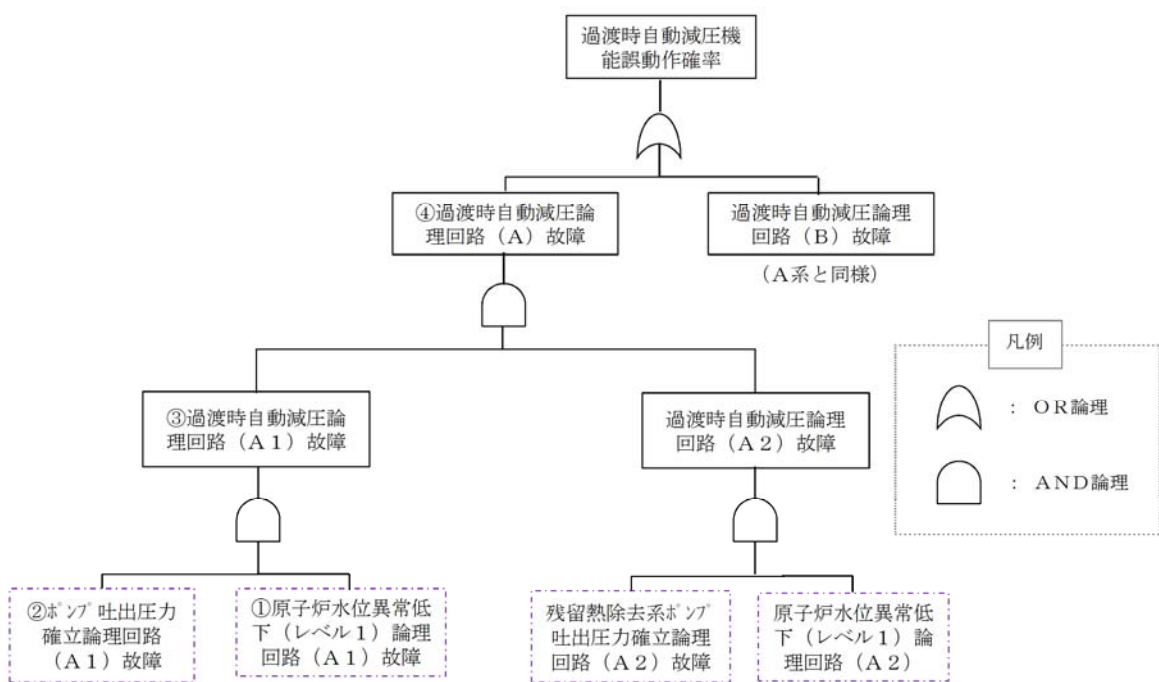 過渡時自動減圧機
能誤動作確率
④過渡時自動減圧論
理回路(A)故障
過渡時自動減圧論理
回路(B)故障
(A系と同様)
凡例
: OR論理
: AND論理
③過渡時自動減圧論
理回路(A1)故障
過渡時自動減圧論理
回路(A2)故障
②ポンプ吐出圧力
確立論理回路
(A1)故障
①原子炉水位異常低
下(レベル1)論理
回路(A1)故障
残留熱除去系ポンプ
吐出圧力確立論理
回路(A2)故障
原子炉水位異常低
下(レベル1)論
理回路(A2)